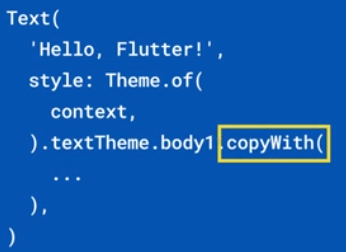 Text(
'Hello, Flutter!',
style: Theme.of(
context,
).textTheme.body1.copyWith(
...
),
)